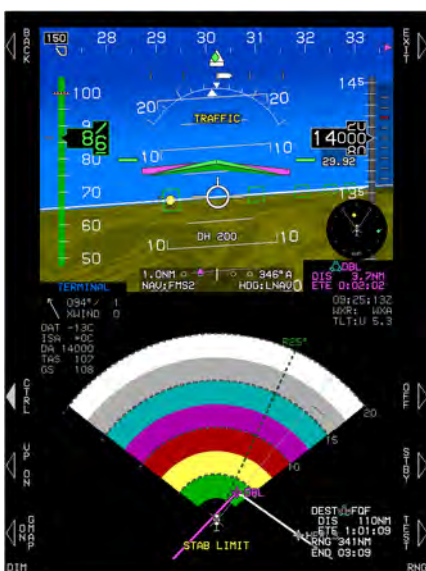 BACK
EXIT
150
28 29 30 31 32 33
100
90
80
70
60
50
86
20 20
TRAFFIC
10 10
DH 200
10 10
145
14000
29.92
135
TERMINAL
1.0NM 346°A
NAV:FMS2 HDG:LNAV
DBL
DIS 3.7NM
ETE 0:02:02
094°/ 1
XWIND 0
OAT -13C
ISA +0C
DA 14000
TAS 107
GS 108
09:25:13Z
WXR: WXA
TLT:U 5.3
R25°
20
15
10
DBL
CTRL
OFF
UP ON
STBY
GMAP ON
TEST
DEST FQF
DIS 110NM
ETE 1:01:09
RNG 341NM
END 03:09
STAB LIMIT
DIM
RNG